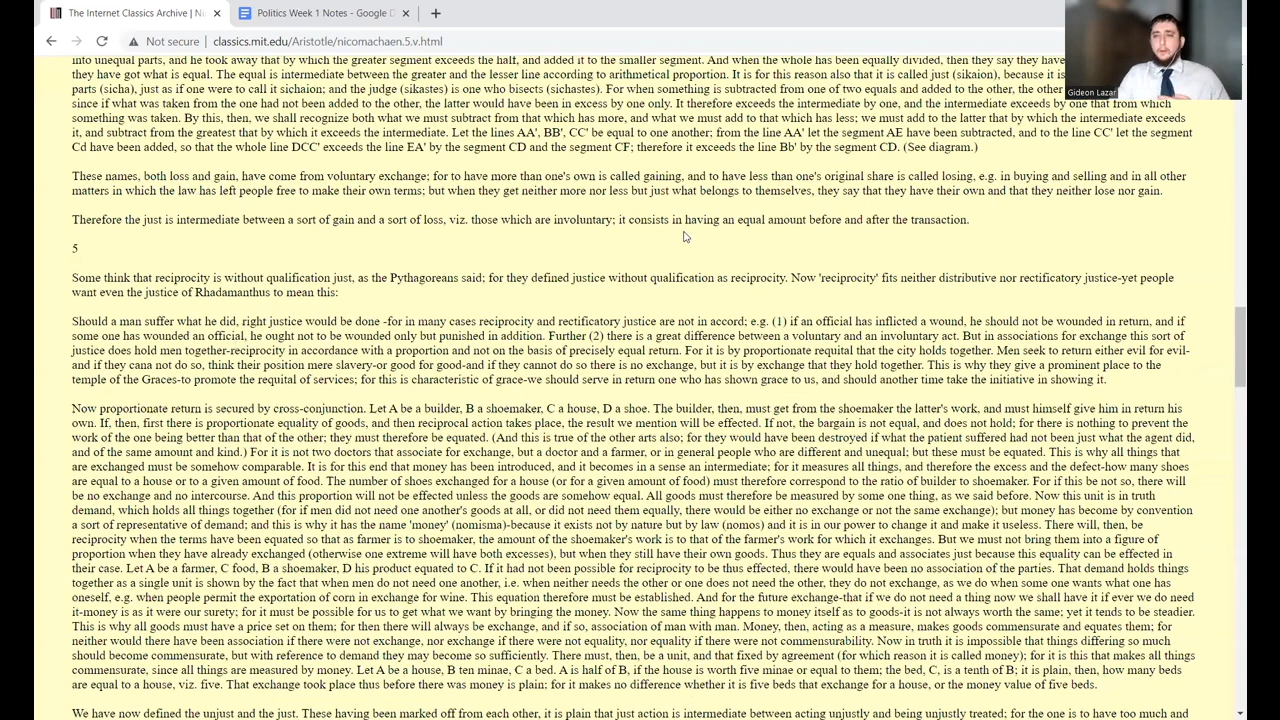 The Internet Classics Archive | Ni
Politics Week 1 Notes - Google D
Not secure | classics.mit.edu/Aristotle/nicomachaen.5.v.html
into unequal parts, and he took away that by which the greater segment exceeds the half, and added it to the smaller segment. And when the whole has been equally divided, then they say they have
they have got what is equal. The equal is intermediate between the greater and the lesser line according to arithmetical proportion. It is for this reason also that it is called just (sikaion), because it is
parts (sicha), just as if one were to call it sichaion; and the judge (sikastes) is one who bisects (sichastes). For when something is subtracted from one of two equals and added to the other, the other
Gideon Lazar
since if what was taken from the one had not been added to the other, the latter would have been in excess by one only. It therefore exceeds the intermediate by one, and the intermediate exceeds by one that from which
something was taken. By this, then, we shall recognize both what we must subtract from that which has more, and what we must add to that which has less; we must add to the latter that by which the intermediate exceeds
it, and subtract from the greatest that by which it exceeds the intermediate. Let the lines AA', BB', CC' be equal to one another; from the line AA' let the segment AE have been subtracted, and to the line CC' let the segment
Cd have been added, so that the whole line DCC' exceeds the line EA' by the segment CD and the segment CF; therefore it exceeds the line Bb' by the segment CD. (See diagram.)
These names, both loss and gain, have come from voluntary exchange; for to have more than one's own is called gaining, and to have less than one's original share is called losing, e.g. in buying and selling and in all other
matters in which the law has left people free to make their own terms; but when they get neither more nor less but just what belongs to themselves, they say that they have their own and that they neither lose nor gain.
Therefore the just is intermediate between a sort of gain and a sort of loss, viz. those which are involuntary; it consists in having an equal amount before and after the transaction.
5
Some think that reciprocity is without qualification just, as the Pythagoreans said; for they defined justice without qualification as reciprocity. Now 'reciprocity' fits neither distributive nor rectificatory justice-yet people
want even the justice of Rhadamanthus to mean this:
Should a man suffer what he did, right justice would be done -for in many cases reciprocity and rectificatory justice are not in accord; e.g. (1) if an official has inflicted a wound, he should not be wounded in return, and if
some one has wounded an official, he ought not to be wounded only but punished in addition. Further (2) there is a great difference between a voluntary and an involuntary act. But in associations for exchange this sort of
justice does hold men together-reciprocity in accordance with a proportion and not on the basis of precisely equal return. For it is by proportionate requital that the city holds together. Men seek to return either evil for evil-
and if they cana not do so, think their position mere slavery-or good for good-and if they cannot do so there is no exchange, but it is by exchange that they hold together. This is why they give a prominent place to the
temple of the Graces-to promote the requital of services; for this is characteristic of grace-we should serve in return one who has shown grace to us, and should another time take the initiative in showing it.
Now proportionate return is secured by cross-conjunction. Let A be a builder, B a shoemaker, C a house, D a shoe. The builder, then, must get from the shoemaker the latter's work, and must himself give him in return his
own. If, then, first there is proportionate equality of goods, and then reciprocal action takes place, the result we mention will be effected. If not, the bargain is not equal, and does not hold; for there is nothing to prevent the
work of the one being better than that of the other; they must therefore be equated. (And this is true of the other arts also; for they would have been destroyed if what the patient suffered had not been just what the agent did,
and of the same amount and kind.) For it is not two doctors that associate for exchange, but a doctor and a farmer, or in general people who are different and unequal; but these must be equated. This is why all things that
are exchanged must be somehow comparable. It is for this end that money has been introduced, and it becomes in a sense an intermediate; for it measures all things, and therefore the excess and the defect-how many shoes
are equal to a house or to a given amount of food. The number of shoes exchanged for a house (or for a given amount of food) must therefore correspond to the ratio of builder to shoemaker. For if this be not so, there will
be no exchange and no intercourse. And this proportion will not be effected unless the goods are somehow equal. All goods must therefore be measured by some one thing, as we said before. Now this unit is in truth
demand, which holds all things together (for if men did not need one another's goods at all, or did not need them equally, there would be either no exchange or not the same exchange); but money has become by convention
a sort of representative of demand; and this is why it has the name 'money' (nomisma)-because it exists not by nature but by law (nomos) and it is in our power to change it and make it useless. There will, then, be
reciprocity when the terms have been equated so that as farmer is to shoemaker, the amount of the shoemaker's work is to that of the farmer's work for which it exchanges. But we must not bring them into a figure of
proportion when they have already exchanged (otherwise one extreme will have both excesses), but when they still have their own goods. Thus they are equals and associates just because this equality can be effected in
their case. Let A be a farmer, C food, B a shoemaker, D his product equated to C. If it had not been possible for reciprocity to be thus effected, there would have been no association of the parties. That demand holds things
together as a single unit is shown by the fact that when men do not need one another, i.e. when neither needs the other or one does not need the other, they do not exchange, as we do when some one wants what one has
oneself, e.g. when people permit the exportation of corn in exchange for wine. This equation therefore must be established. And for the future exchange-that if we do not need a thing now we shall have it if ever we do need
it-money is as it were our surety; for it must be possible for us to get what we want by bringing the money. Now the same thing happens to money itself as to goods-it is not always worth the same; yet it tends to be steadier.
This is why all goods must have a price set on them; for then there will always be exchange, and if so, association of man with man. Money, then, acting as a measure, makes goods commensurate and equates them; for
neither would there have been association if there were not exchange, nor exchange if there were not equality, nor equality if there were not commensurability. Now in truth it is impossible that things differing so much
should become commensurate, but with reference to demand they may become so sufficiently. There must, then, be a unit, and that fixed by agreement (for which reason it is called money); for it is this that makes all things
commensurate, since all things are measured by money. Let A be a house, B ten minae, C a bed. A is half of B, if the house is worth five minae or equal to them; the bed, C, is a tenth of B; it is plain, then, how many beds
are equal to a house, viz. five. That exchange took place thus before there was money is plain; for it makes no difference whether it is five beds that exchange for a house, or the money value of five beds.
We have now defined the unjust and the just. These having been marked off from each other, it is plain that just action is intermediate between acting unjustly and being unjustly treated; for the one is to have too much and